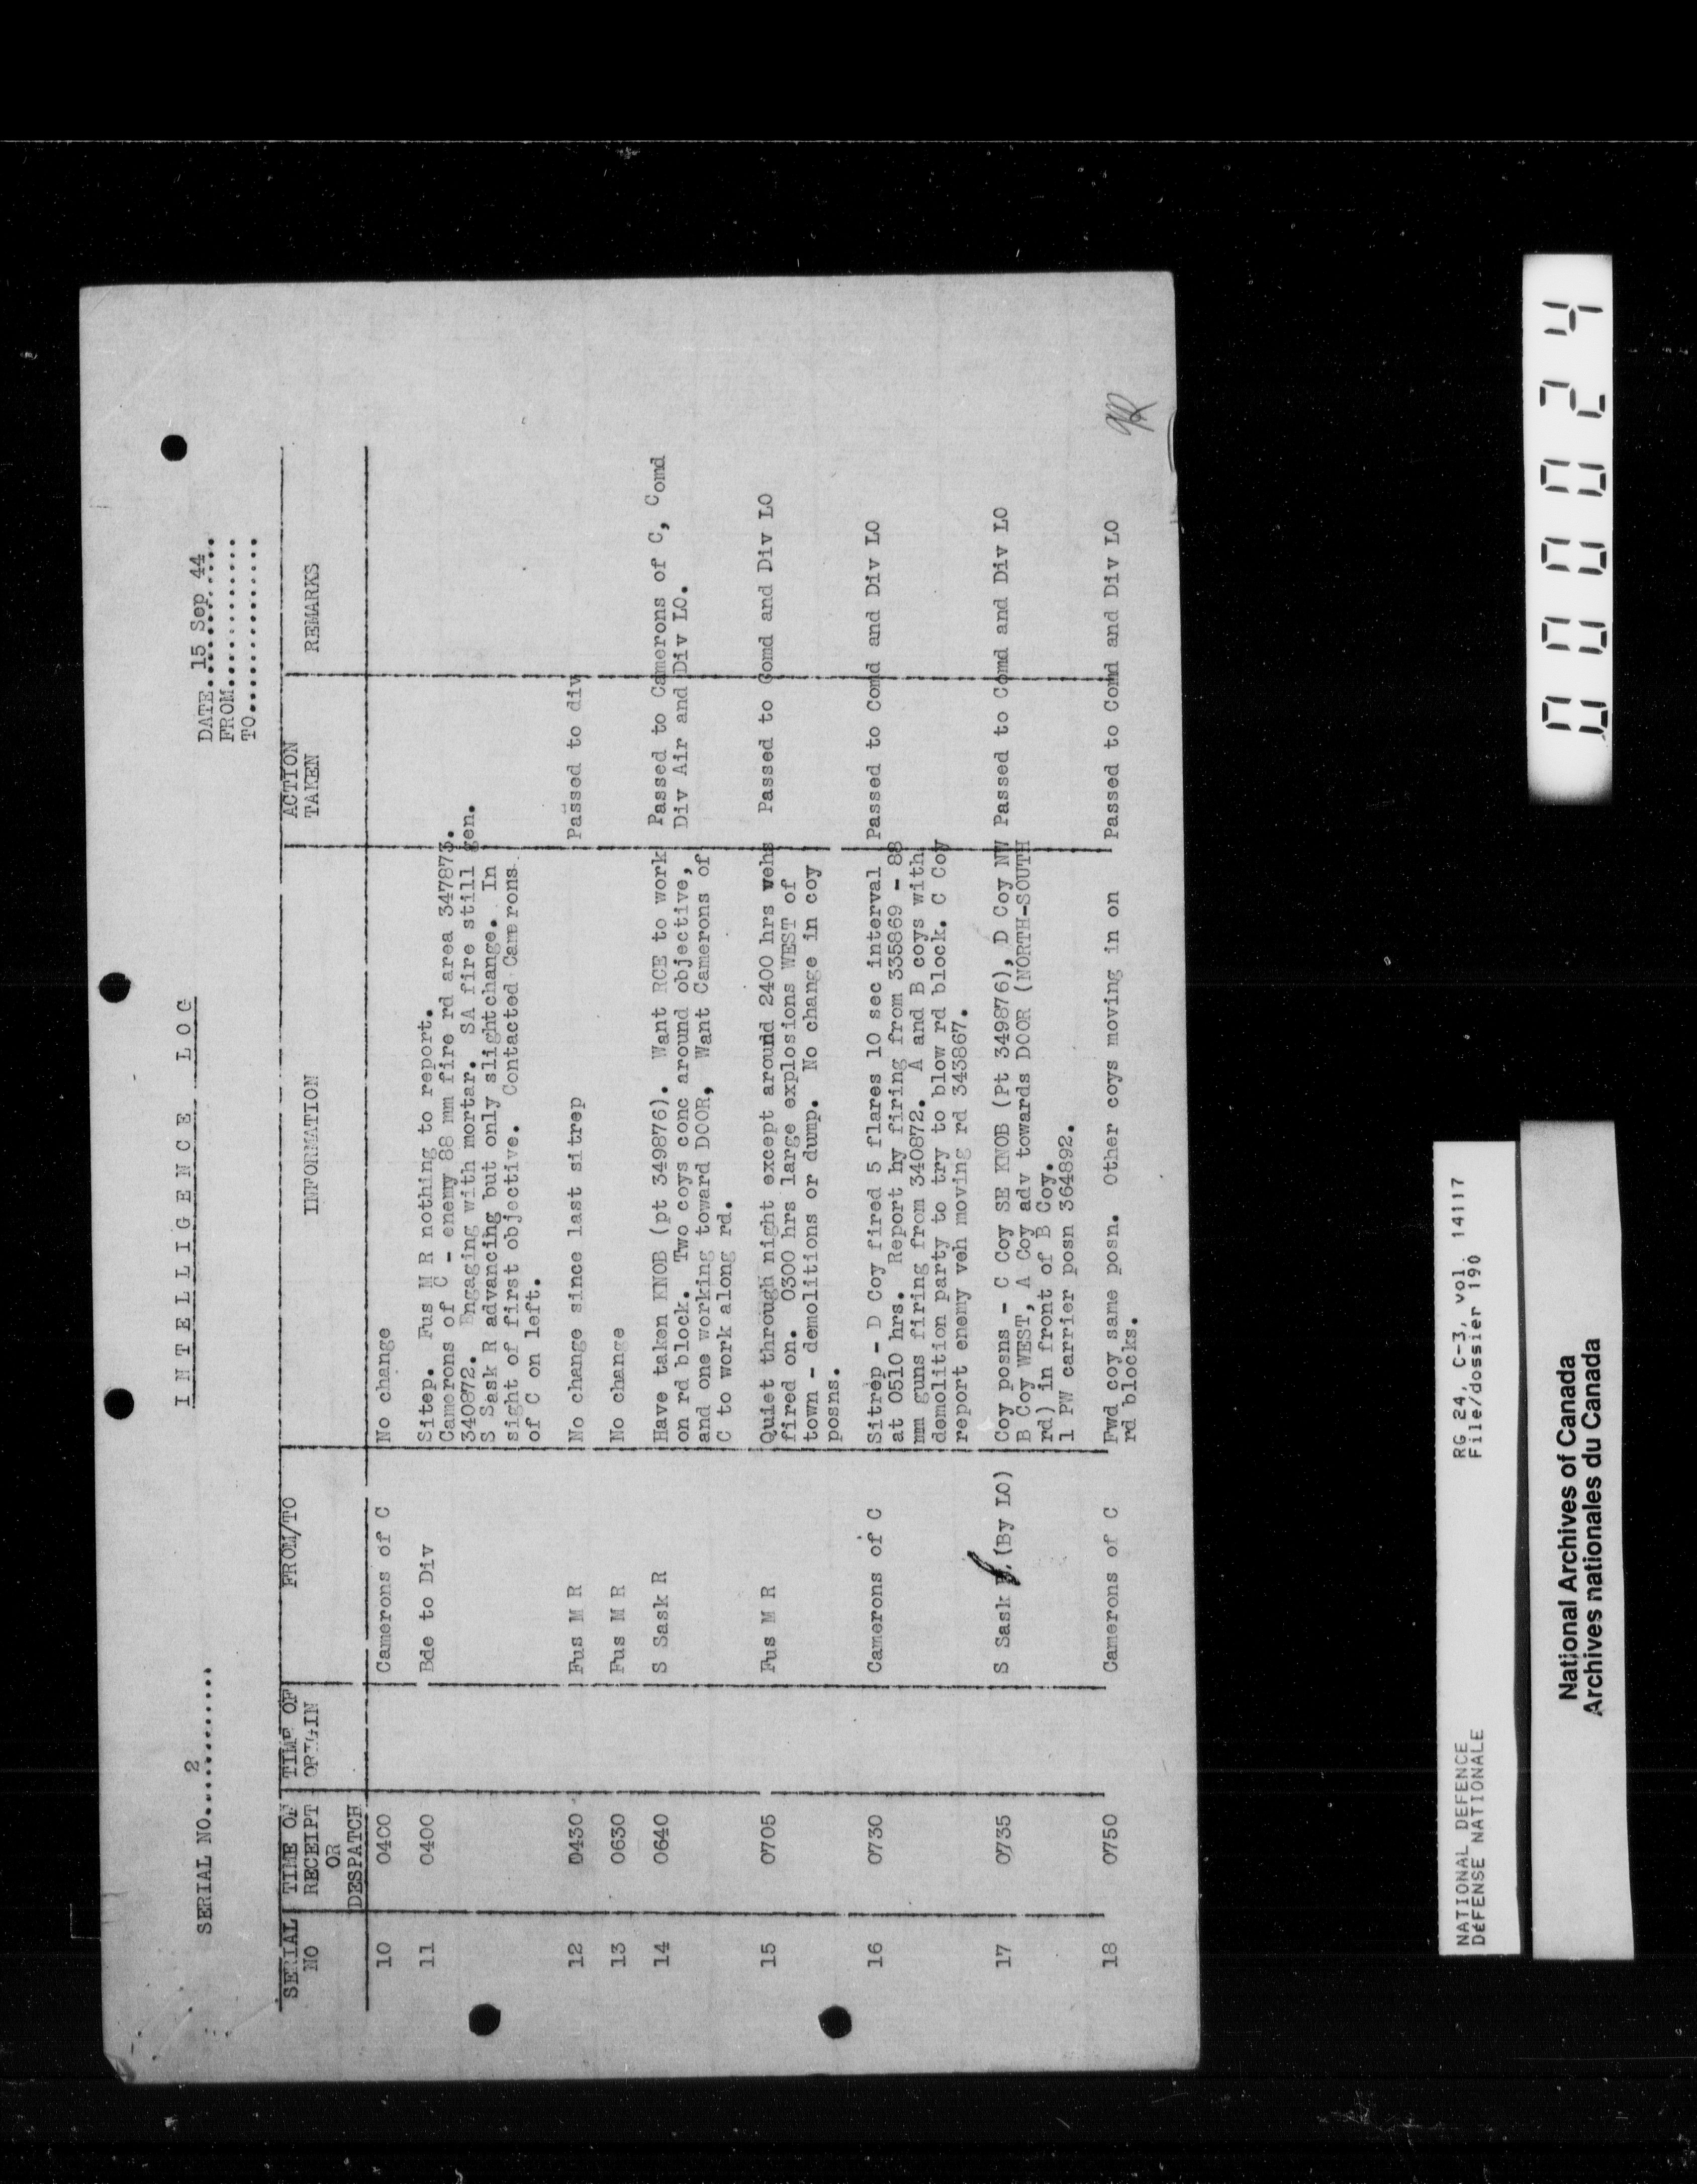 INTELLIGENCE LOG
SERIAL NO....2..........
DATE..15 Sep 44..
FROM.............
TO...............
SERIAL NO | TIME OF RECEIPT OR DESPATCH | TIME OF ORIGIN | FROM/TO | INFORMATION | ACTION TAKEN | REMARKS
10 0400 Camerons of C No change
11 0400 Bde to Div Sitep. Fus M R nothing to report.
Camerons of C - enemy 88 mm fire rd area 347873.
340872. Engaging with mortar. SA fire still gen.
S Sask R advancing but only slightchange. In
sight of first objective. Contacted Camerons
of C on left.
12 0430 Fus M R No change since last sitrep Passed to div
13 0630 Fus M R No change
14 0640 S Sask R Have taken KNOB (pt 349876). Want RCE to work Passed to Camerons of C, Comd
on rd block. Two coys conc around objective, Div Air and Div LO.
and one working toward DOOR, Want Camerons of
C to work along rd.
15 0705 Fus M R Quiet through night except around 2400 hrs vehs Passed to Comd and Div LO
fired on. 0300 hrs large explosions WEST of
town - demolitions or dump. No change in coy
posns.
16 0730 Camerons of C Sitrep - D Coy fired 5 flares 10 sec interval Passed to Comd and Div LO
at 0510 hrs. Report hy firing from 335869 - 88
mm guns firing from 340872. A and B coys with
demolition party to try to blow rd block. C Coy
report enemy veh moving rd 343867.
17 0735 S Sask R. (By LO) Coy posns - C Coy SE KNOB (Pt 349876), D Coy NW Passed to Comd and Div LO
B Coy WEST, A Coy adv towards DOOR (NORTH-SOUTH
rd) in front of B Coy.
1 PW carrier posn 364892.
18 0750 Camerons of C Fwd coy same posn. Other coys moving in on Passed to Comd and Div LO
rd blocks.
NATIONAL DEFENCE RG 24, C-3, vol. 14117
DéFENSE NATIONALE File/dossier 190
National Archives of Canada
Archives nationales du Canada
00024